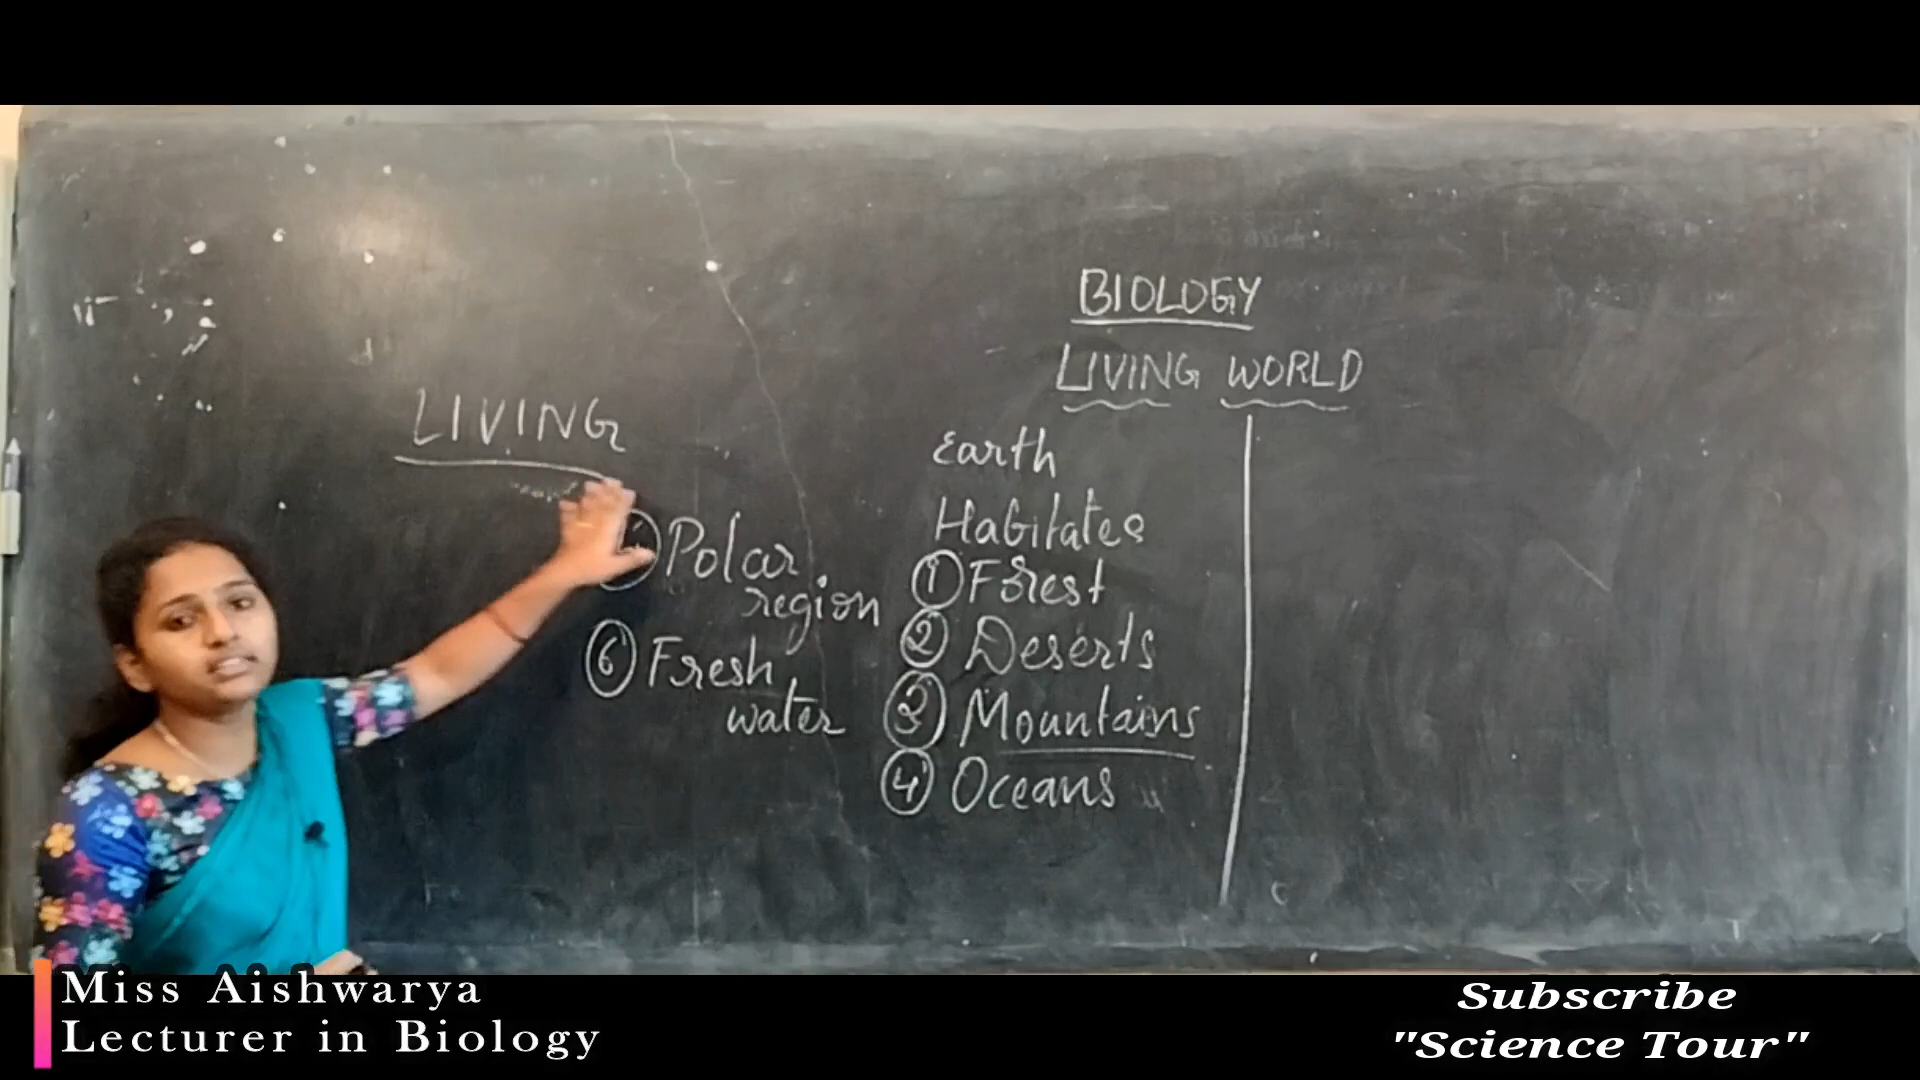 BIOLOGY
LIVING WORLD
LIVING
Earth
Habitates
① Forest
② Deserts
③ Mountains
④ Oceans
Polar
region
⑥ Fresh
water
Miss Aishwarya
Lecturer in Biology
Subscribe
"Science Tour"